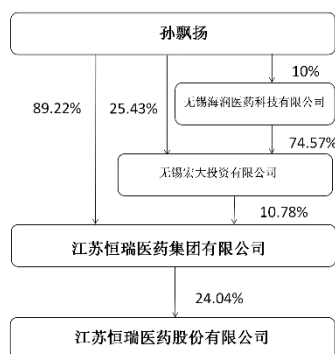 孙飘扬
10%
89.22%
25.43%
无锡海润医药科技有限公司
74.57%
无锡宏大投资有限公司
10.78%
江苏恒瑞医药集团有限公司
24.04%
江苏恒瑞医药股份有限公司